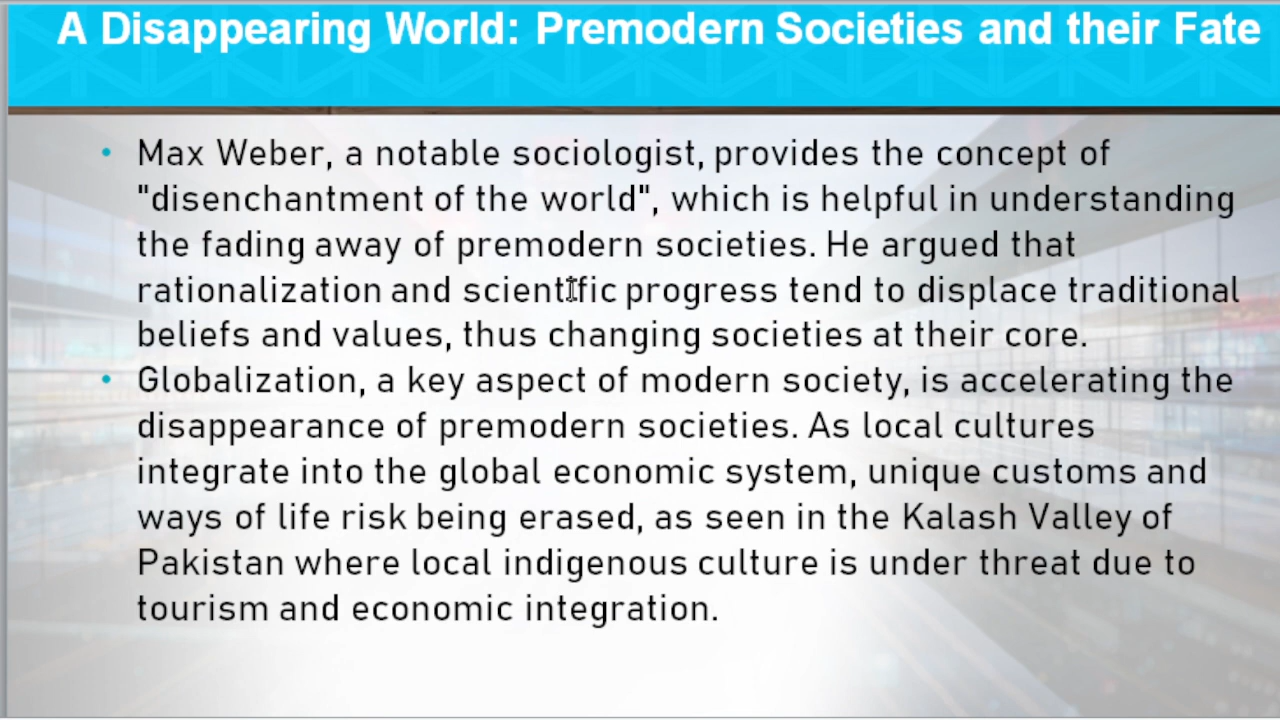 A Disappearing World: Premodern Societies and their Fate
• Max Weber, a notable sociologist, provides the concept of
"disenchantment of the world", which is helpful in understanding
the fading away of premodern societies. He argued that
rationalization and scientific progress tend to displace traditional
beliefs and values, thus changing societies at their core.
• Globalization, a key aspect of modern society, is accelerating the
disappearance of premodern societies. As local cultures
integrate into the global economic system, unique customs and
ways of life risk being erased, as seen in the Kalash Valley of
Pakistan where local indigenous culture is under threat due to
tourism and economic integration.